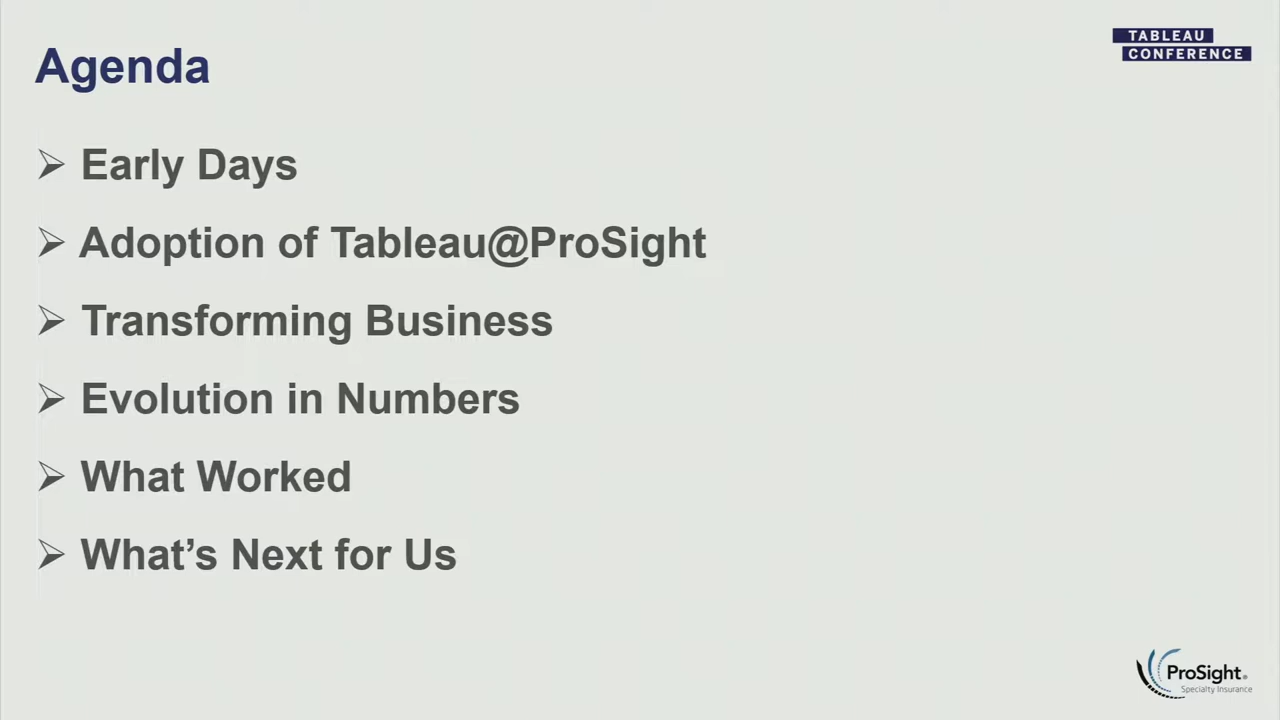 Agenda
TABLEAU
CONFERENCE
Early Days
Adoption of Tableau@ProSight
Transforming Business
Evolution in Numbers
What Worked
What’s Next for Us
ProSight®
Specialty Insurance